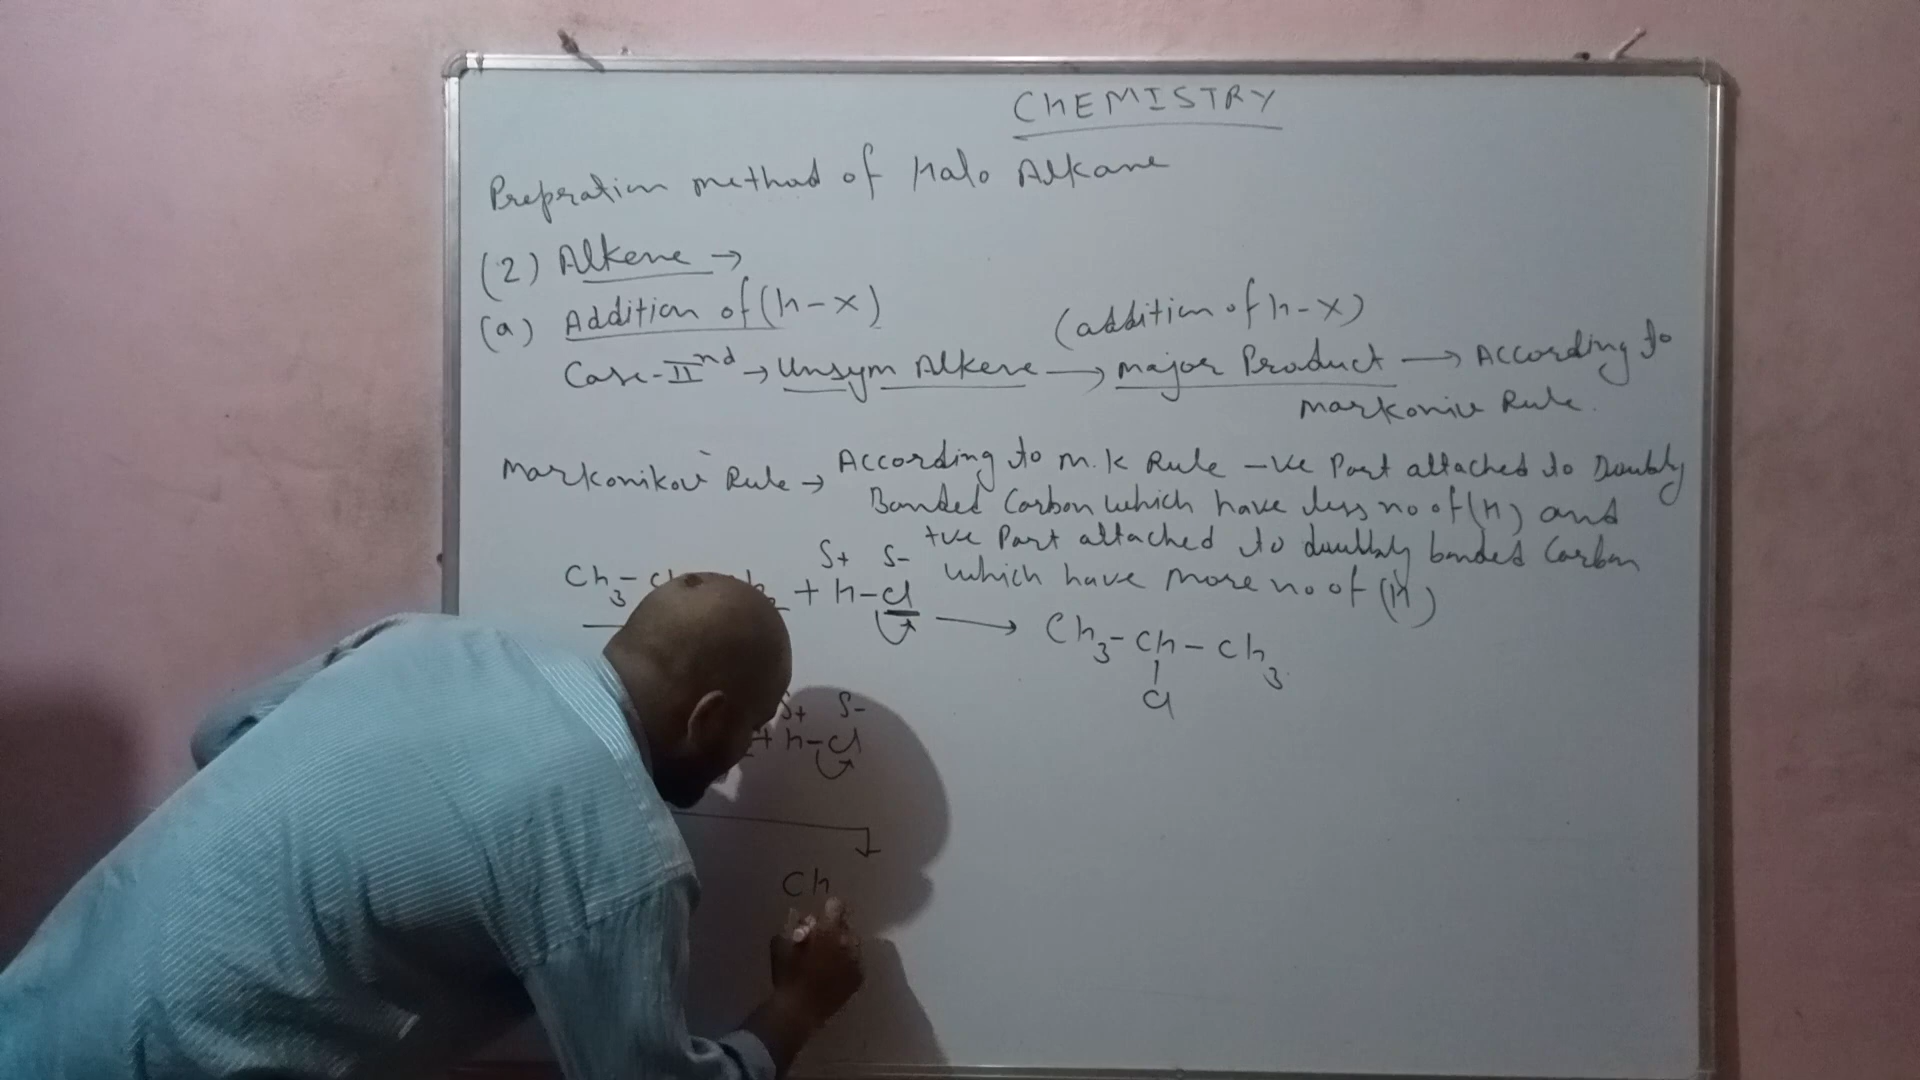 CHEMISTRY
Prepration method of Halo Alkane
(2) Alkene →
(a) Addition of (h-x)
(addition of h-x)
Case-IInd → Unsym Alkene → major Product → According to
markoniv Rule.
Markonikov Rule → According to M.K Rule -ve Part attached to Doubly
Bonded Carbon which have less no of (H) and
+ve Part attached to doubbly bonded Carbon
which have more no of (H)
δ+ δ-
Ch3- + h-Cl → Ch3-Ch-Ch3
Cl
δ+ δ-
+ h-Cl
Ch